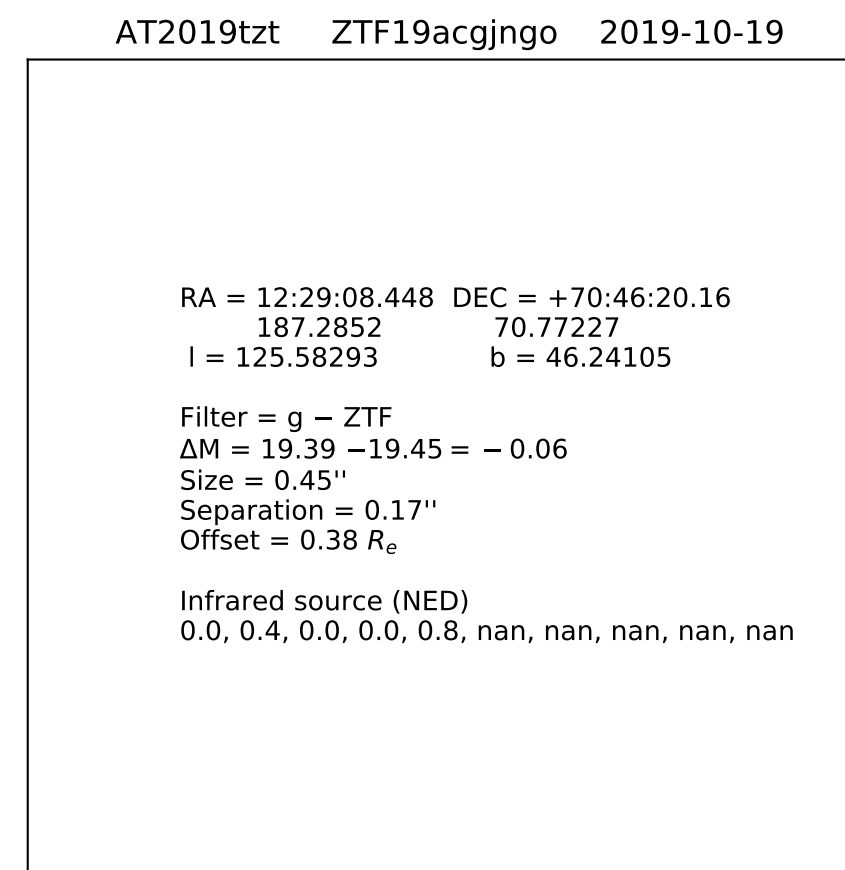 AT2019tzt ZTF19acgjngo 2019-10-19
RA = 12:29:08.448 DEC = +70:46:20.16
187.2852 70.77227
l = 125.58293 b = 46.24105
Filter = g − ZTF
ΔM = 19.39 −19.45 = − 0.06
Size = 0.45''
Separation = 0.17''
Offset = 0.38 Re
Infrared source (NED)
0.0, 0.4, 0.0, 0.0, 0.8, nan, nan, nan, nan, nan